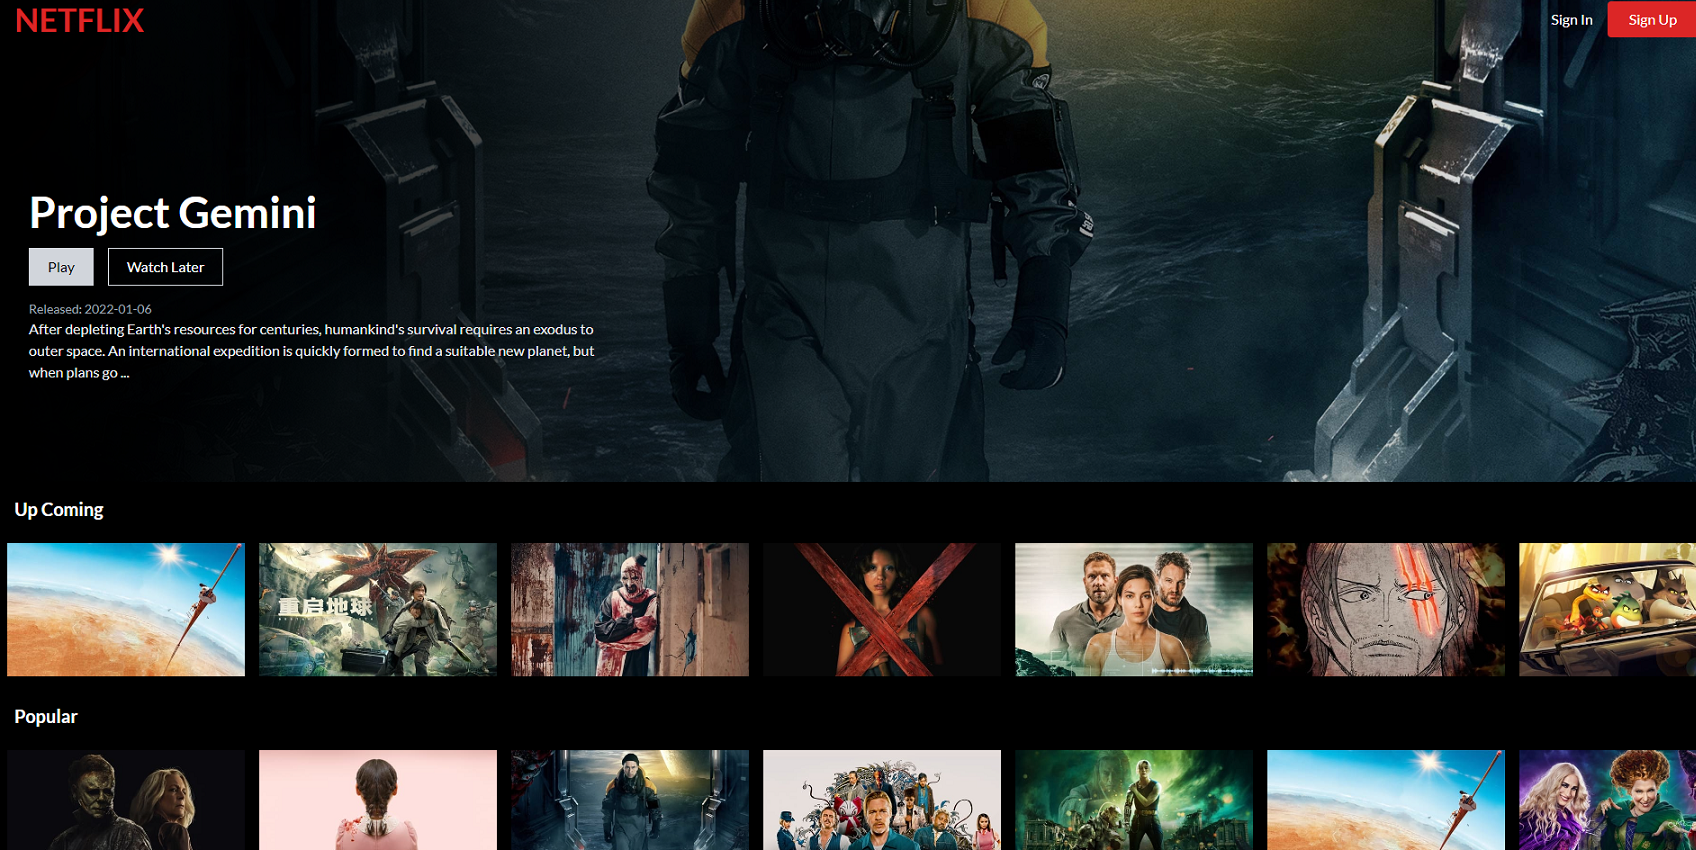 NETFLIX
Sign In
Sign Up
Project Gemini
Play
Watch Later
Released: 2022-01-06
After depleting Earth's resources for centuries, humankind's survival requires an exodus to
outer space. An international expedition is quickly formed to find a suitable new planet, but
when plans go ...
Up Coming
重启地球
Popular